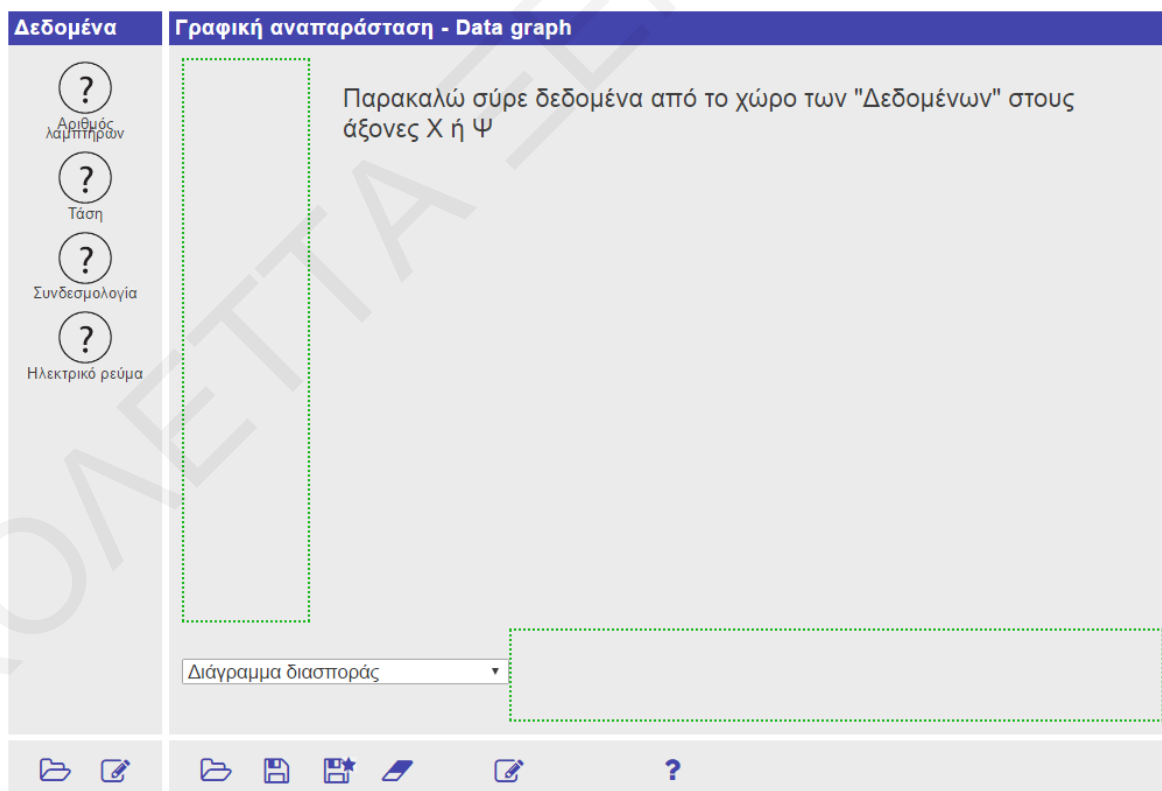 Δεδομένα
Γραφική αναπαράσταση - Data graph
?
Αριθμός
λαμπτήρων
?
Τάση
?
Συνδεσμολογία
?
Ηλεκτρικό ρεύμα
Παρακαλώ σύρε δεδομένα από το χώρο των "Δεδομένων" στους
άξονες Χ ή Ψ
Διάγραμμα διασποράς
?